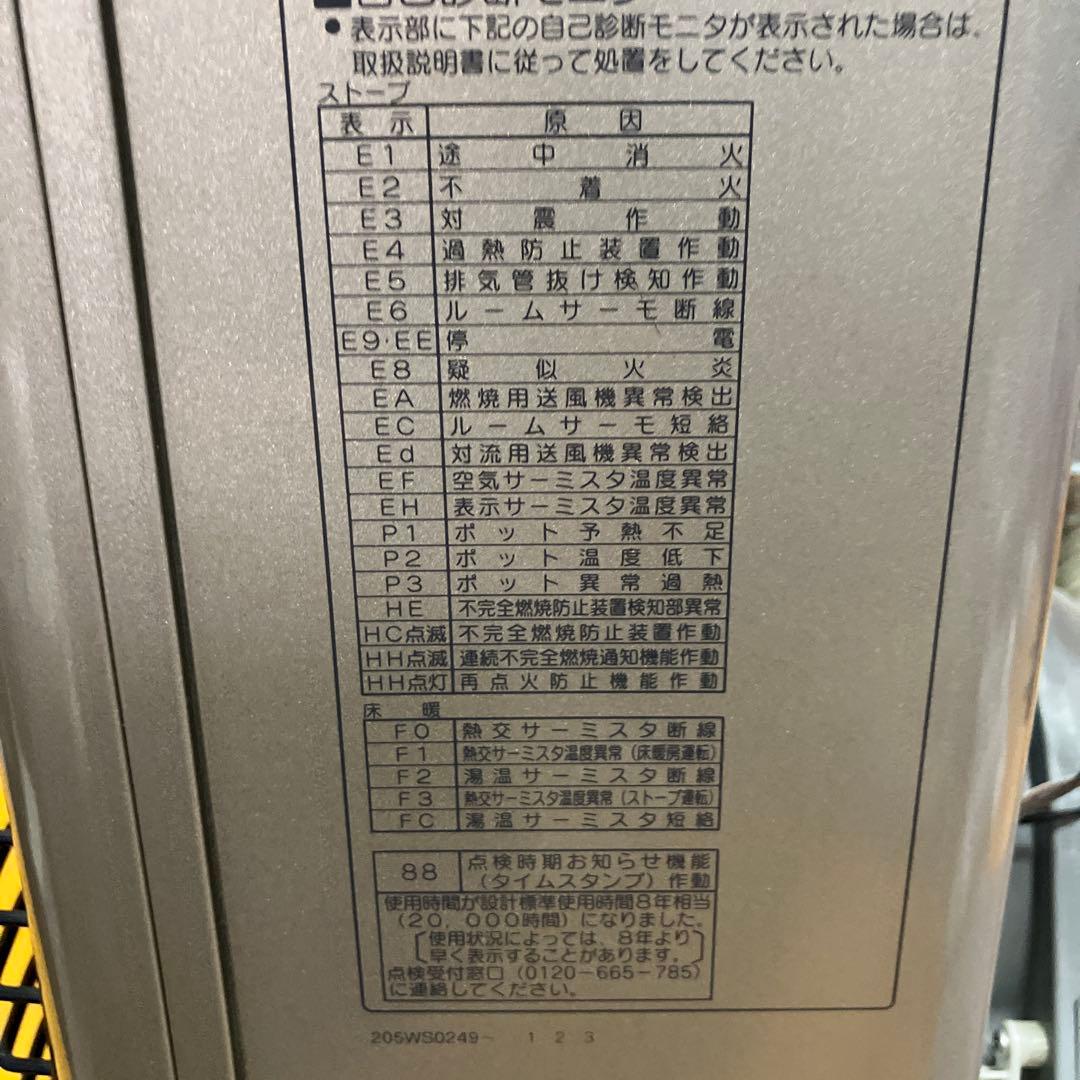 ■自己診断モニタ
● 表示部に下記の自己診断モニタが表示された場合は、
取扱説明書に従って処置をしてください。
ストーブ
表示 原因
E1 途中消火
E2 不着火
E3 対震作動
E4 過熱防止装置作動
E5 排気管抜け検知作動
E6 ルームサーモ断線
E9·EE 停電
E8 疑似火炎
EA 燃焼用送風機異常検出
EC ルームサーモ短絡
Ed 対流用送風機異常検出
EF 空気サーミスタ温度異常
EH 表示サーミスタ温度異常
P1 ポット予熱不足
P2 ポット温度低下
P3 ポット異常過熱
HE 不完全燃焼防止装置検知部異常
HC点滅 不完全燃焼防止装置作動
HH点滅 連続不完全燃焼通知機能作動
HH点灯 再点火防止機能作動
床暖
F0 熱交サーミスタ断線
F1 熱交サーミスタ温度異常（床暖房運転）
F2 湯温サーミスタ断線
F3 熱交サーミスタ温度異常（ストーブ運転）
FC 湯温サーミスタ短絡
88 点検時期お知らせ機能
（タイムスタンプ）作動
使用時間が設計標準使用時間8年相当
（20，000時間）になりました。
〔使用状況によっては、8年より
早く表示することがあります。〕
点検受付窓口（0120-665-785）
に連絡してください。
205WS0249～ 1 2 3